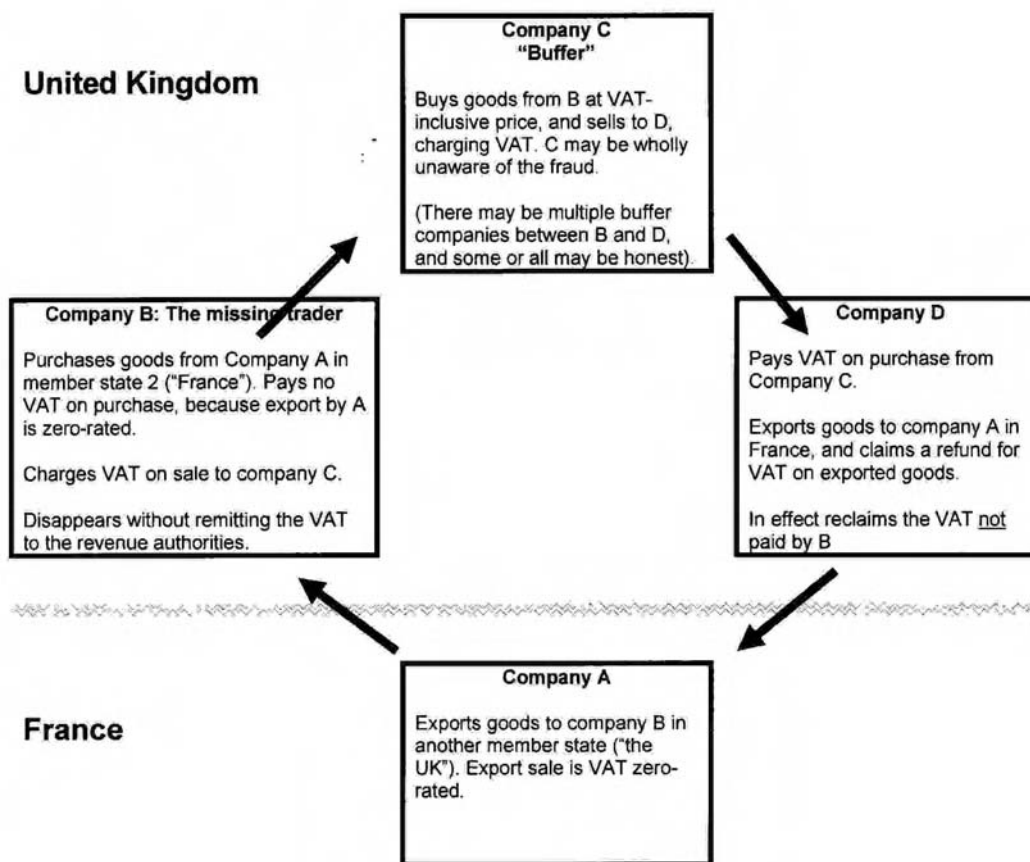 United Kingdom
Company C
“Buffer”
Buys goods from B at VAT-
inclusive price, and sells to D,
charging VAT. C may be wholly
unaware of the fraud.
(There may be multiple buffer
companies between B and D,
and some or all may be honest).
Company B: The missing trader
Purchases goods from Company A in
member state 2 (“France”). Pays no
VAT on purchase, because export by A
is zero-rated.
Charges VAT on sale to company C.
Disappears without remitting the VAT
to the revenue authorities.
Company D
Pays VAT on purchase from
Company C.
Exports goods to company A in
France, and claims a refund for
VAT on exported goods.
In effect reclaims the VAT not
paid by B
France
Company A
Exports goods to company B in
another member state (“the
UK”). Export sale is VAT zero-
rated.